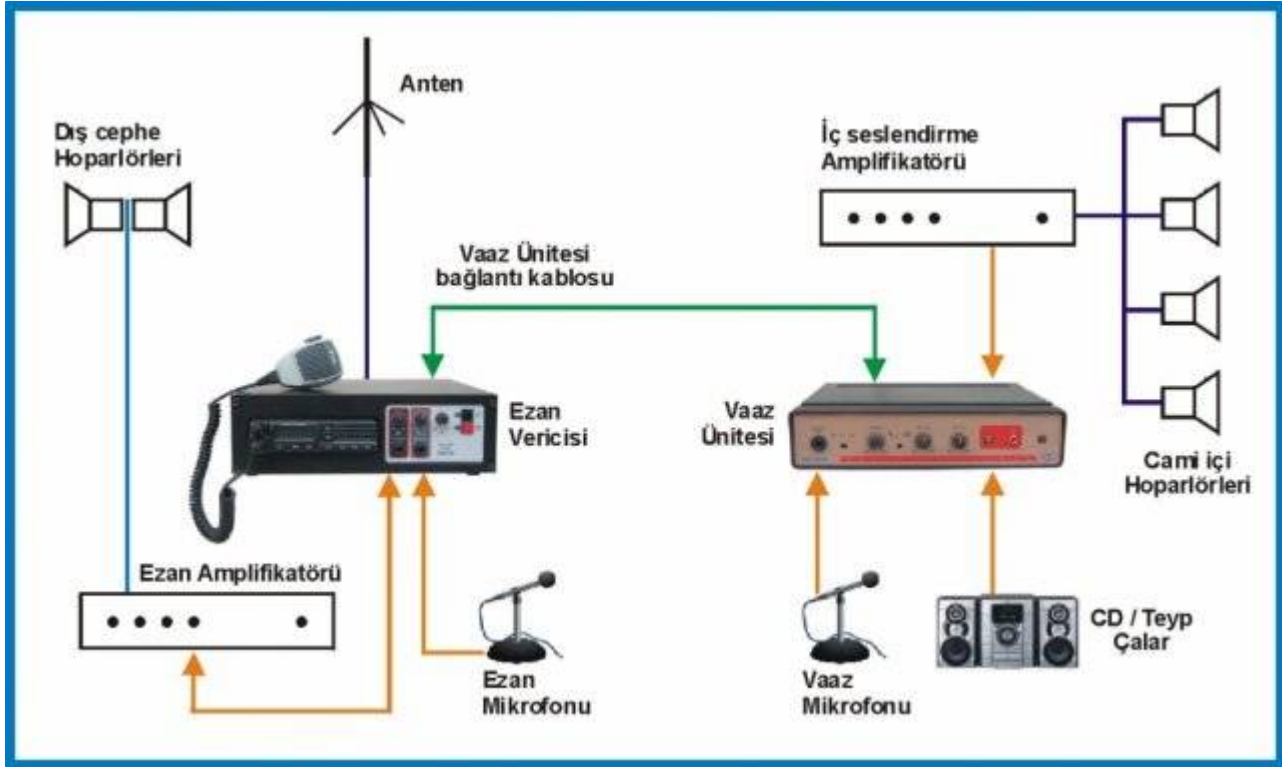 Anten
Dış cephe
Hoparlörleri
İç seslendirme
Amplifikatörü
Vaaz Ünitesi
bağlantı kablosu
Ezan
Vericisi
Vaaz
Ünitesi
Cami içi
Hoparlörleri
Ezan Amplifikatörü
Ezan
Mikrofonu
Vaaz
Mikrofonu
CD / Teyp
Çalar